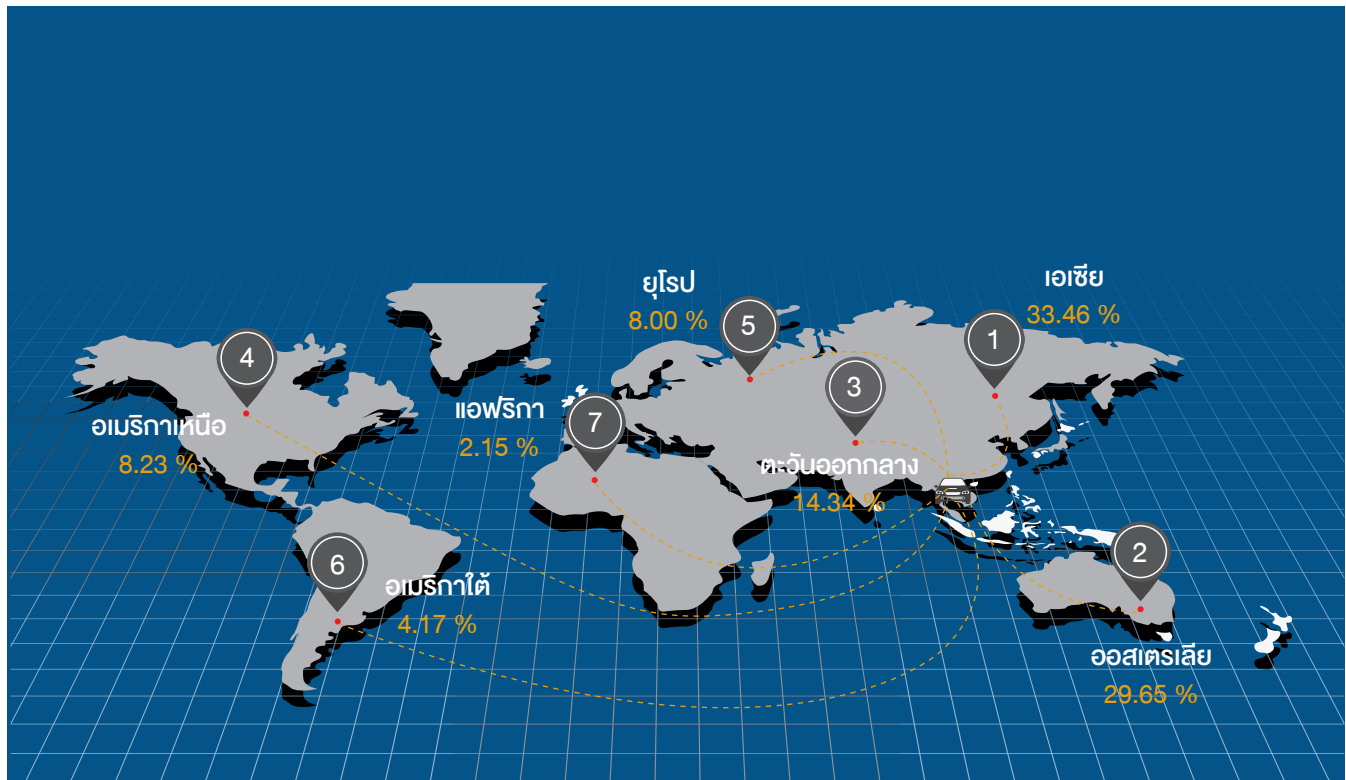 ยุโรป
8.00 %
5
เอเซีย
33.46 %
1
4
อเมริกาเหนือ
8.23 %
แอฟริกา
2.15 %
7
3
ตะวันออกกลาง
14.34 %
6
อเมริกาใต้
4.17 %
2
ออสเตรเลีย
29.65 %